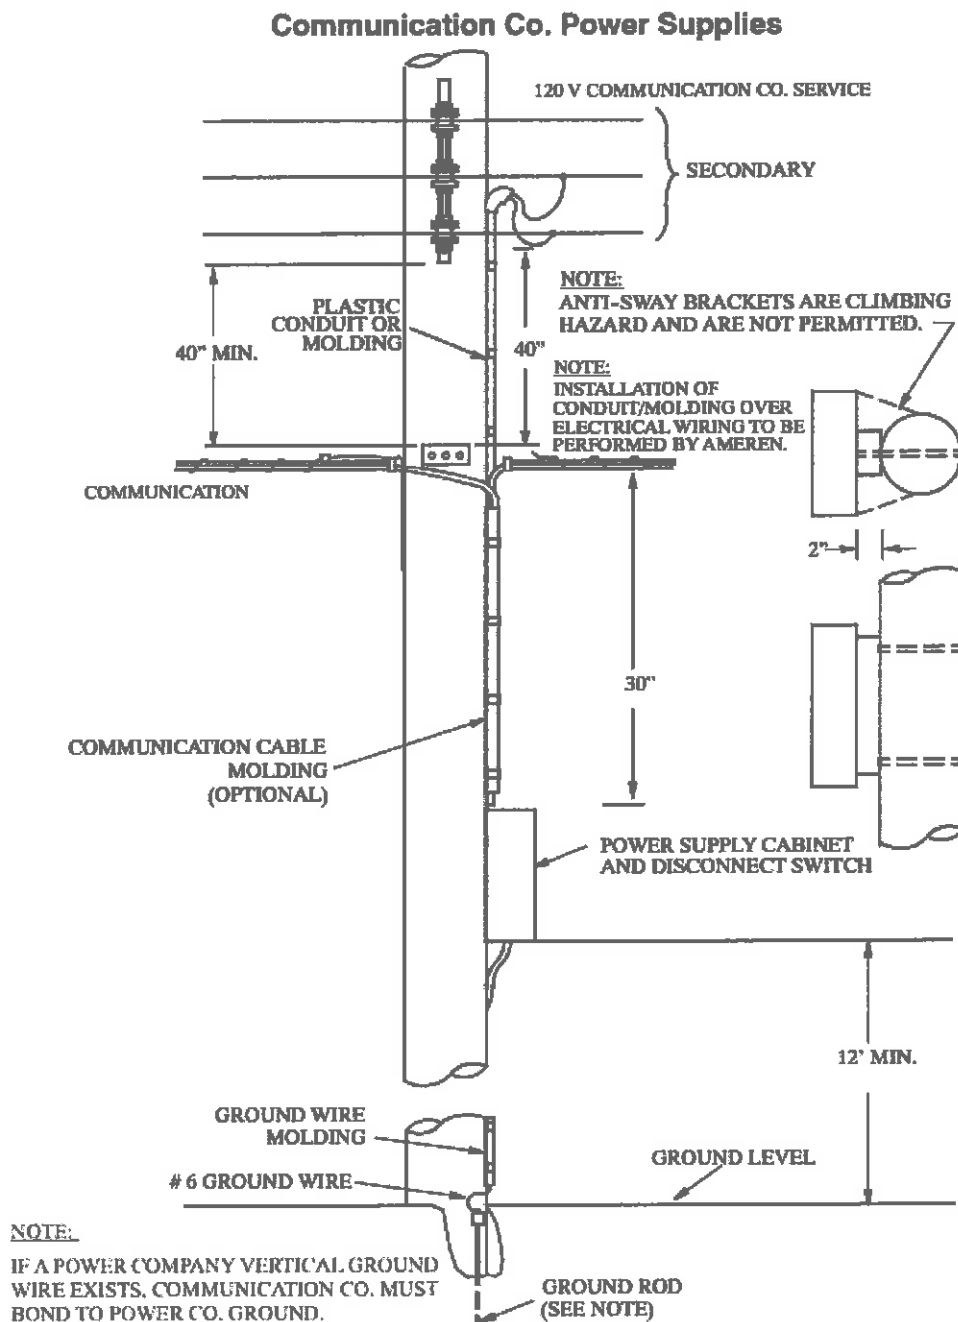 Communication Co. Power Supplies
120 V COMMUNICATION CO. SERVICE
SECONDARY
NOTE:
ANTI-SWAY BRACKETS ARE CLIMBING
HAZARD AND ARE NOT PERMITTED.
PLASTIC
CONDUIT OR
MOLDING
40" MIN.
40"
NOTE:
INSTALLATION OF
CONDUIT/MOLDING OVER
ELECTRICAL WIRING TO BE
PERFORMED BY AMEREN.
COMMUNICATION
2"
30"
COMMUNICATION CABLE
MOLDING
(OPTIONAL)
POWER SUPPLY CABINET
AND DISCONNECT SWITCH
12' MIN.
GROUND WIRE
MOLDING
GROUND LEVEL
# 6 GROUND WIRE
NOTE:
IF A POWER COMPANY VERTICAL GROUND
WIRE EXISTS, COMMUNICATION CO. MUST
BOND TO POWER CO. GROUND.
GROUND ROD
(SEE NOTE)